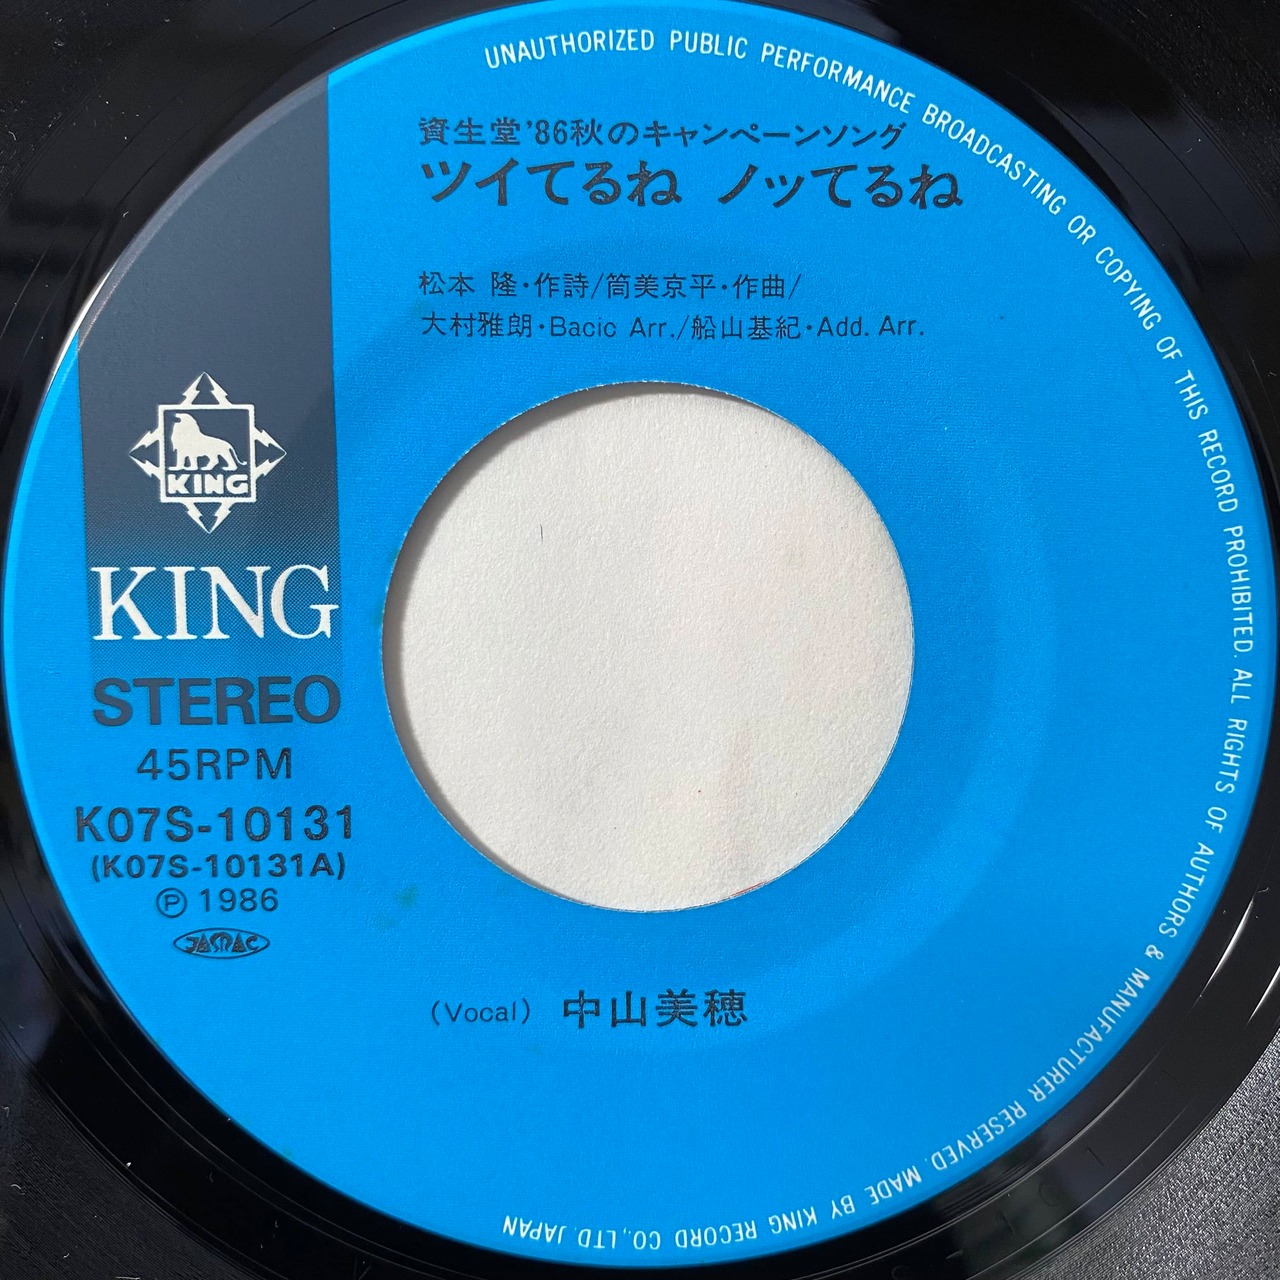 UNAUTHORIZED PUBLIC PERFORMANCE BROADCASTING OR COPYING OF THIS RECORD PROHIBITED. ALL RIGHTS OF AUTHORS & MANUFACTURER RESERVED. MADE BY KING RECORD CO., LTD. JAPAN
資生堂'86秋のキャンペーンソング
ツイてるね ノッてるね
松本 隆・作詩/筒美京平・作曲/
大村雅朗・Bacic Arr./船山基紀・Add. Arr.
KING
KING
STEREO
45RPM
K07S-10131
(K07S-10131A)
℗ 1986
JASRAC
(Vocal) 中山美穂